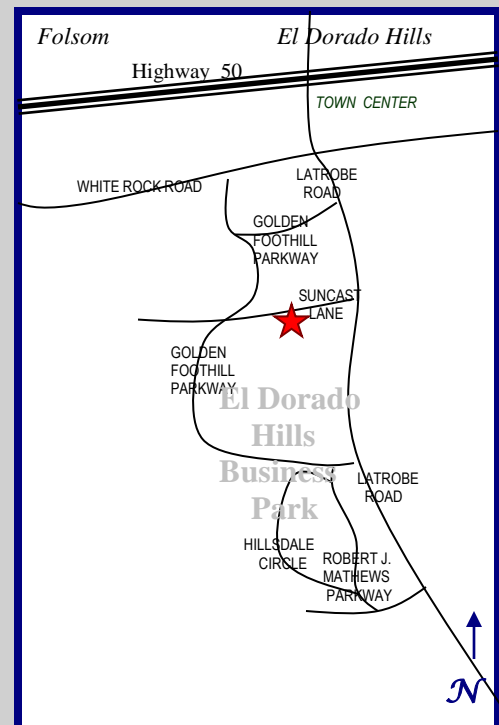 Folsom
El Dorado Hills
Highway 50
TOWN CENTER
WHITE ROCK ROAD
LATROBE
ROAD
GOLDEN
FOOTHILL
PARKWAY
SUNCAST
LANE
GOLDEN
FOOTHILL
PARKWAY
El Dorado
Hills
Business
Park
LATROBE
ROAD
HILLSDALE
CIRCLE
ROBERT J.
MATHEWS
PARKWAY
N